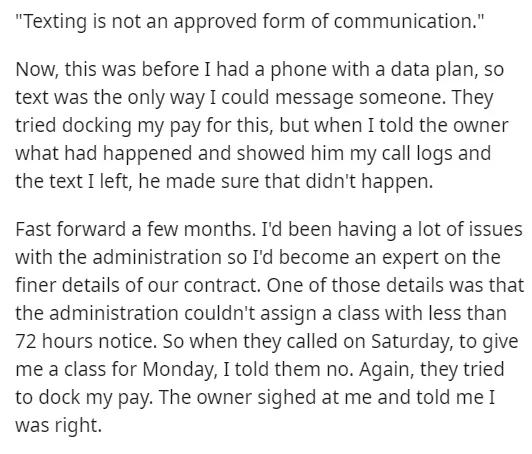 "Texting is not an approved form of communication."
Now, this was before I had a phone with a data plan, so
text was the only way I could message someone. They
tried docking my pay for this, but when I told the owner
what had happened and showed him my call logs and
the text I left, he made sure that didn't happen.
Fast forward a few months. I'd been having a lot of issues
with the administration so I'd become an expert on the
finer details of our contract. One of those details was that
the administration couldn't assign a class with less than
72 hours notice. So when they called on Saturday, to give
me a class for Monday, I told them no. Again, they tried
to dock my pay. The owner sighed at me and told me I
was right.